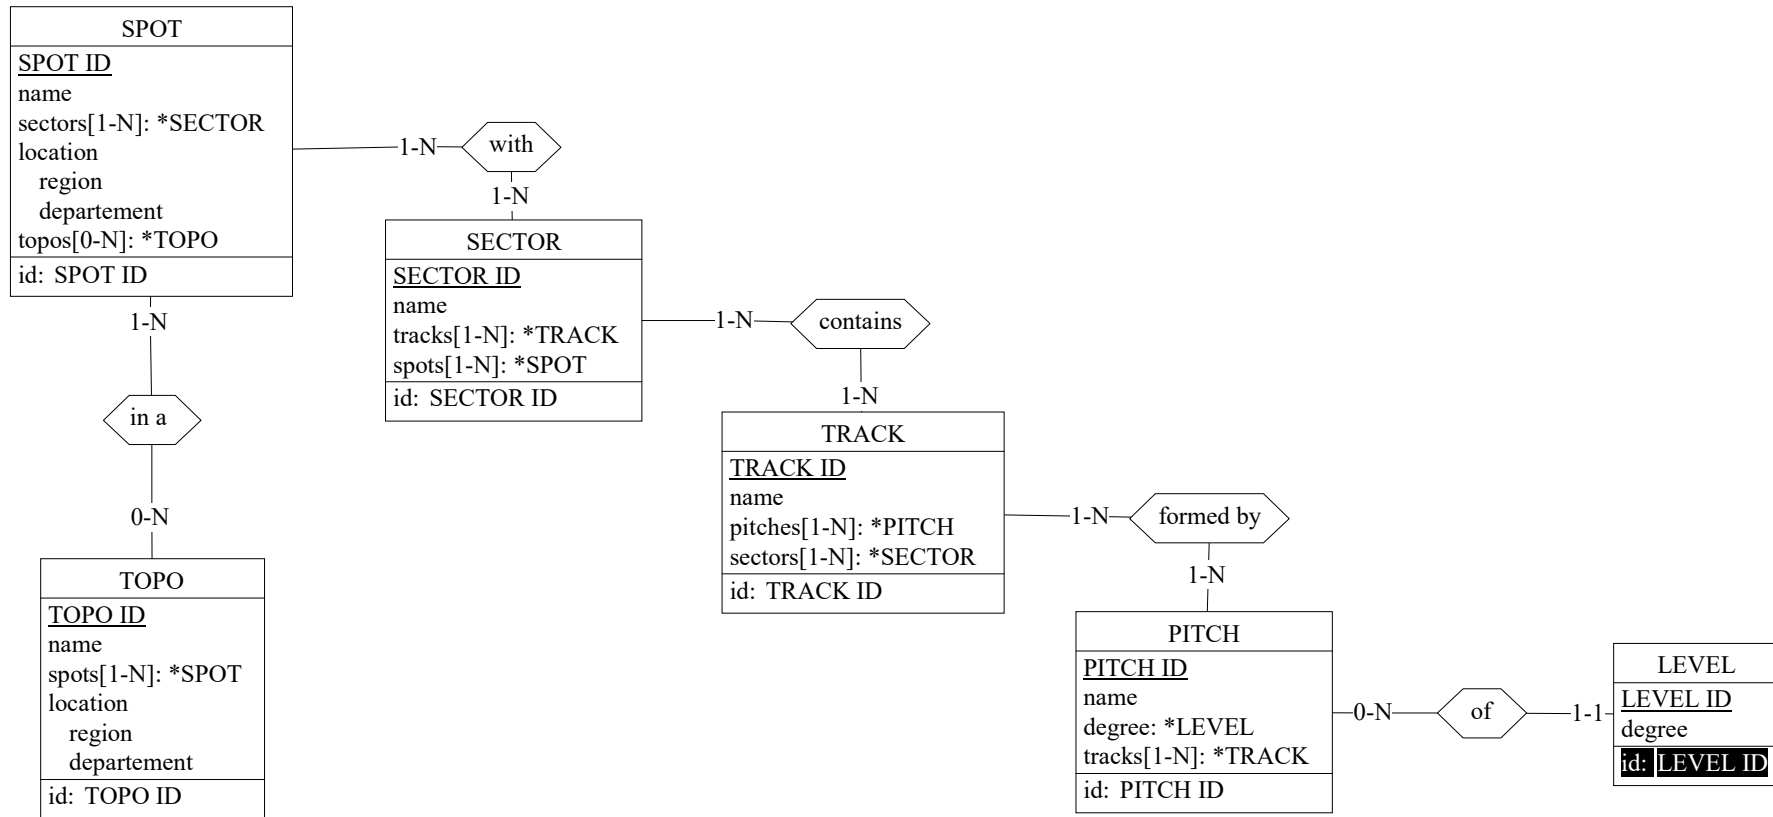 SPOT
SPOT ID
name
sectors[1-N]: *SECTOR
location
region
departement
topos[0-N]: *TOPO
id: SPOT ID
1-N
with
1-N
SECTOR
SECTOR ID
name
tracks[1-N]: *TRACK
spots[1-N]: *SPOT
id: SECTOR ID
1-N
contains
1-N
1-N
in a
0-N
TOPO
TOPO ID
name
spots[1-N]: *SPOT
location
region
departement
id: TOPO ID
TRACK
TRACK ID
name
pitches[1-N]: *PITCH
sectors[1-N]: *SECTOR
id: TRACK ID
1-N
formed by
1-N
PITCH
PITCH ID
name
degree: *LEVEL
tracks[1-N]: *TRACK
id: PITCH ID
0-N
of
1-1
LEVEL
LEVEL ID
degree
id: LEVEL ID